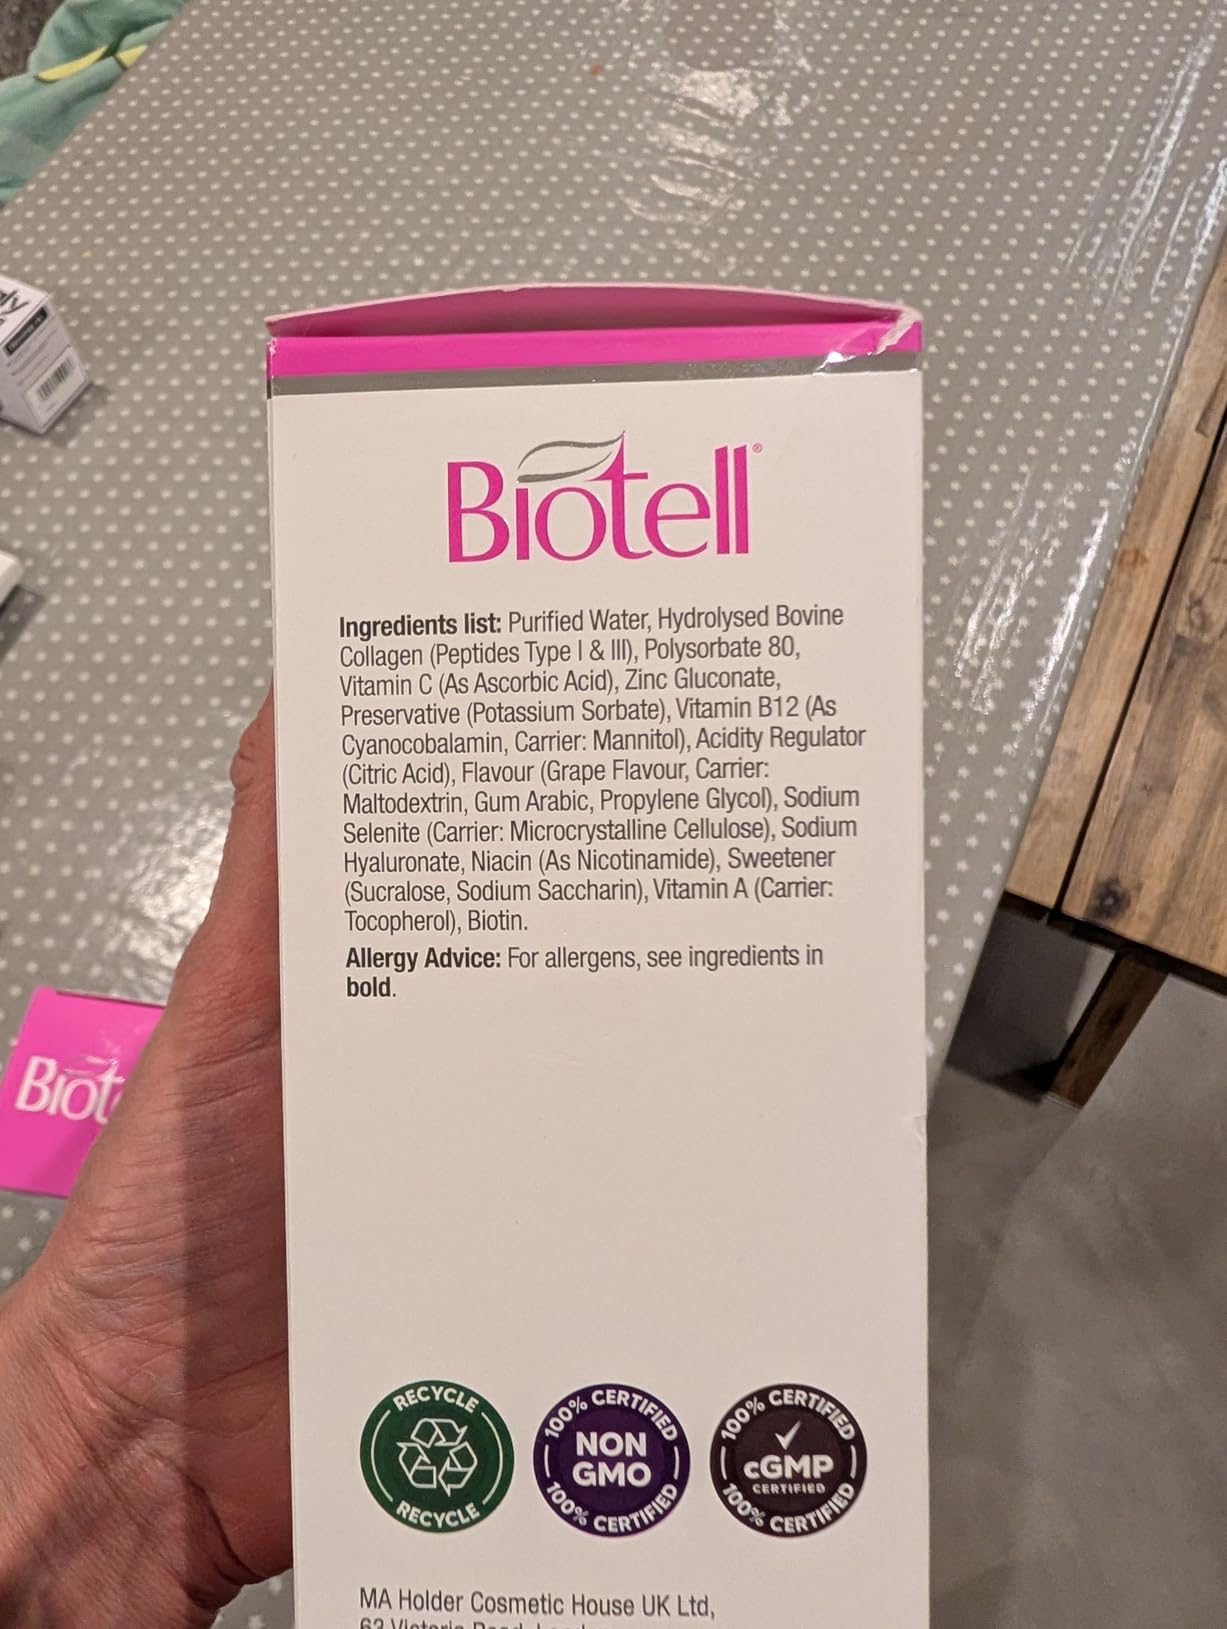 Biotell®
Ingredients list: Purified Water, Hydrolysed Bovine
Collagen (Peptides Type I & III), Polysorbate 80,
Vitamin C (As Ascorbic Acid), Zinc Gluconate,
Preservative (Potassium Sorbate), Vitamin B12 (As
Cyanocobalamin, Carrier: Mannitol), Acidity Regulator
(Citric Acid), Flavour (Grape Flavour, Carrier:
Maltodextrin, Gum Arabic, Propylene Glycol), Sodium
Selenite (Carrier: Microcrystalline Cellulose), Sodium
Hyaluronate, Niacin (As Nicotinamide), Sweetener
(Sucralose, Sodium Saccharin), Vitamin A (Carrier:
Tocopherol), Biotin.
Allergy Advice: For allergens, see ingredients in
bold.
Biot
RECYCLE
RECYCLE
100% CERTIFIED
NON
GMO
100% CERTIFIED
100% CERTIFIED
cGMP
CERTIFIED
100% CERTIFIED
MA Holder Cosmetic House UK Ltd,